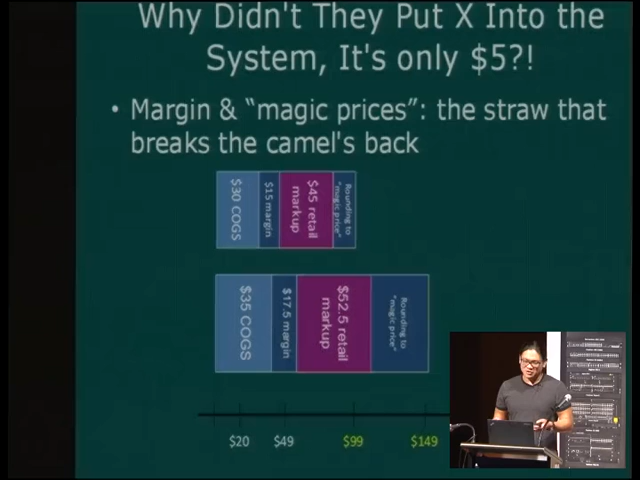 Why Didn't They Put X Into the
System, It's only $5?!
• Margin & “magic prices”: the straw that
breaks the camel's back
$30 COGS
$15 margin
$45 retail
markup
Rounding to
"magic price"
$35 COGS
$17.5 margin
$52.5 retail
markup
Rounding to
"magic price"
$20
$49
$99
$149